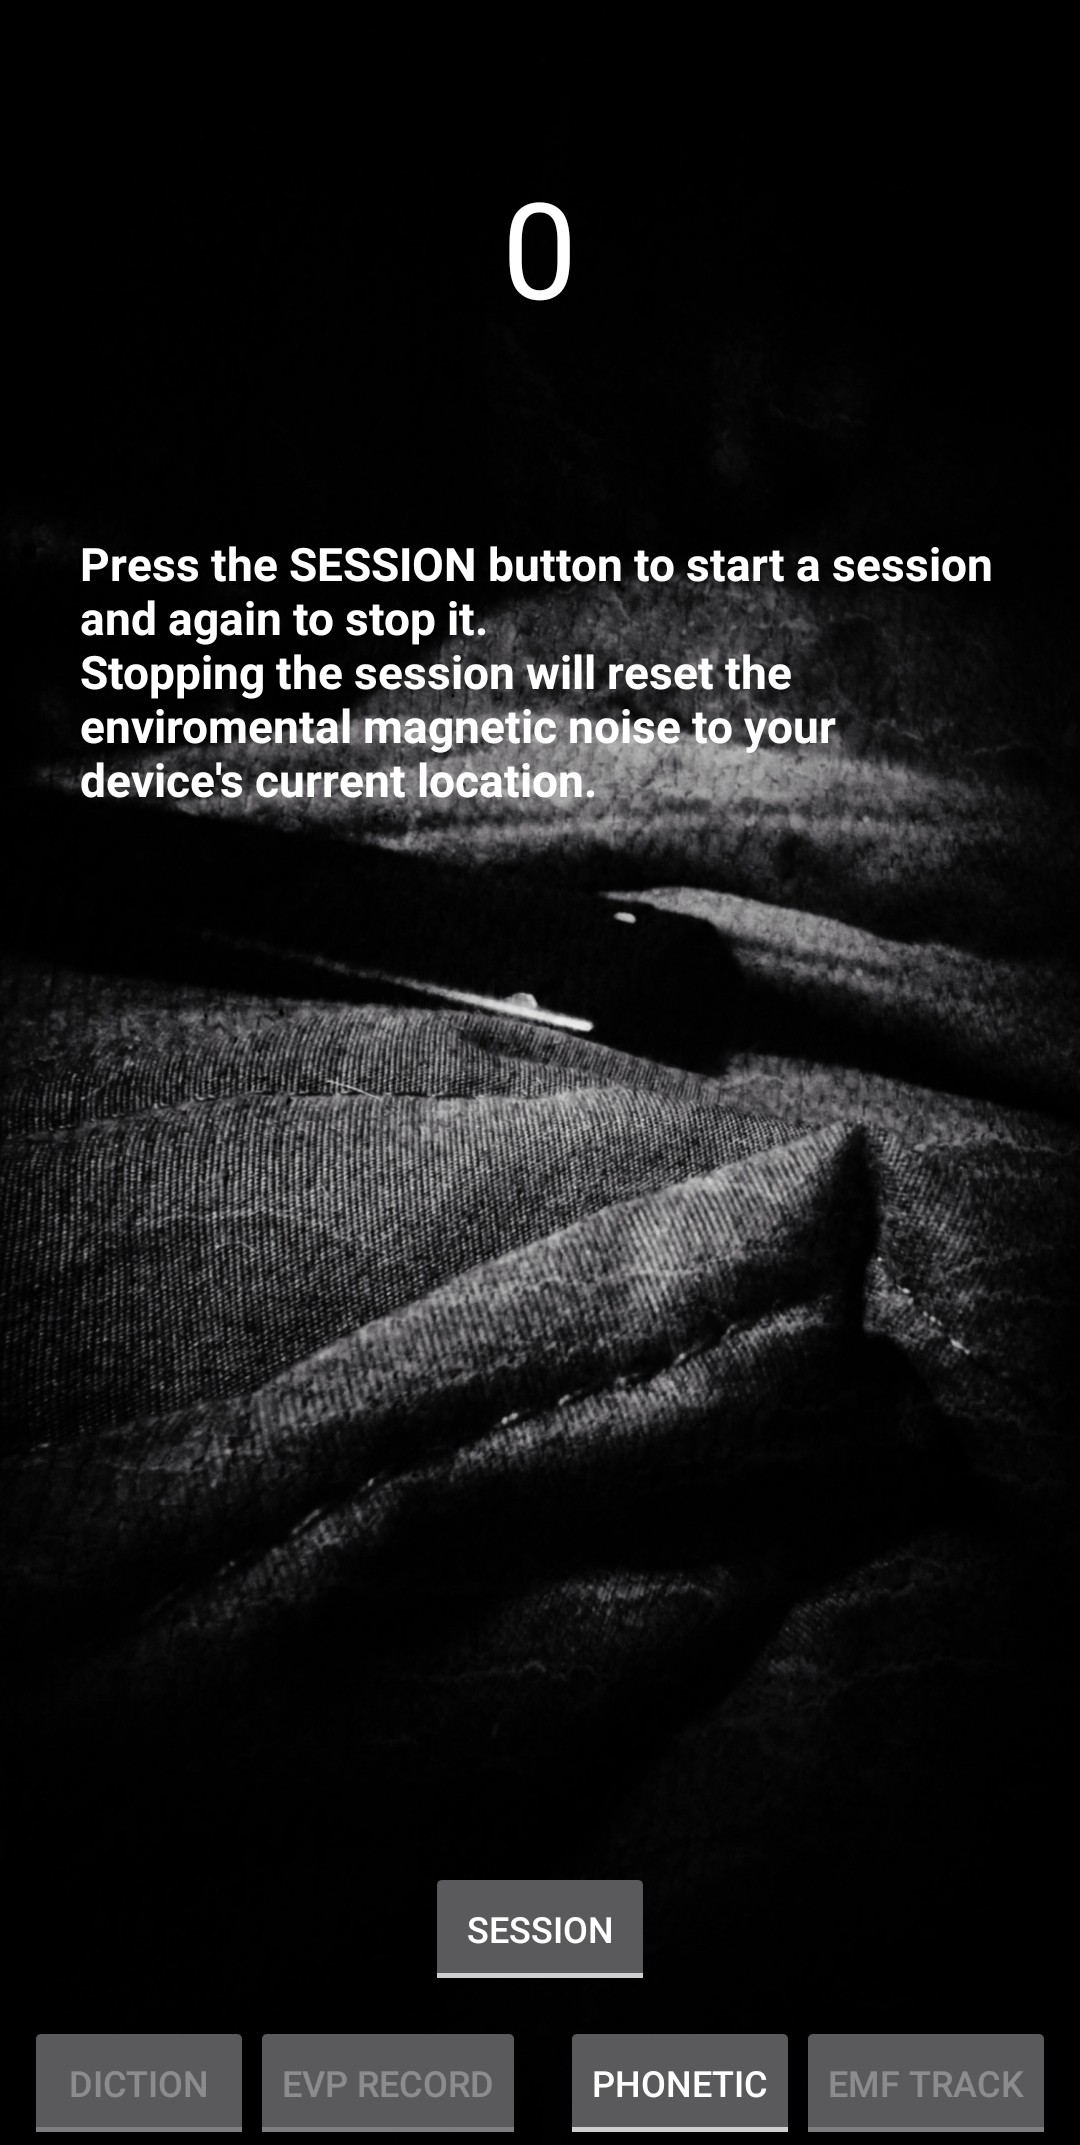 0
Press the SESSION button to start a session
and again to stop it.
Stopping the session will reset the
enviromental magnetic noise to your
device's current location.
SESSION
DICTION EVP RECORD PHONETIC EMF TRACK